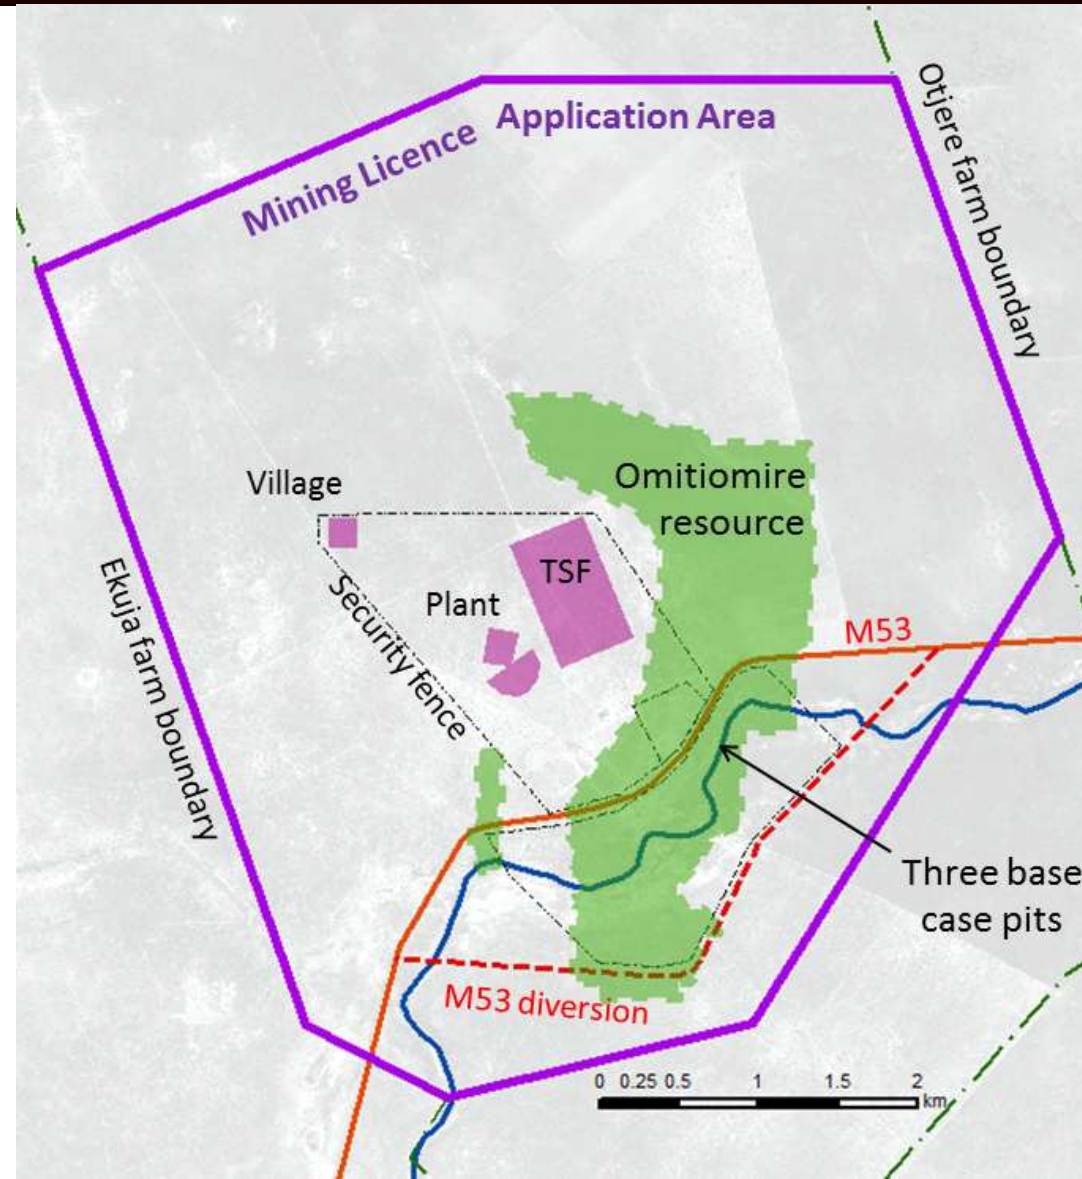 Mining Licence Application Area
Otjere farm boundary
Omitiomire
resource
Village
TSF
Plant
Security fence
Ekuja farm boundary
M53
Three base
case pits
M53 diversion
0 0.25 0.5 1 1.5 2
km